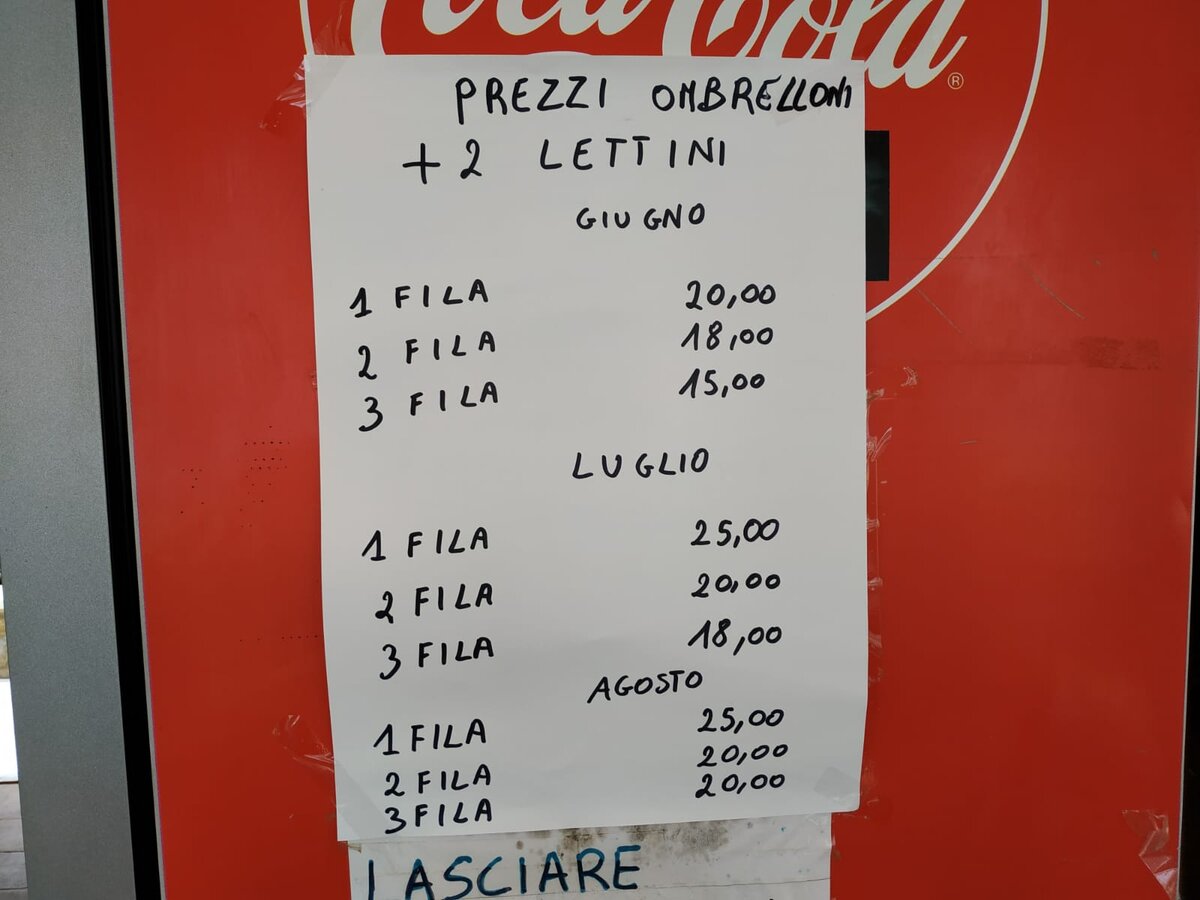 Coca Cola ®
PREZZI OMBRELLONI
+ 2 LETTINI
GIUGNO
1 FILA 20,00
2 FILA 18,00
3 FILA 15,00
LUGLIO
1 FILA 25,00
2 FILA 20,00
3 FILA 18,00
AGOSTO
1 FILA 25,00
2 FILA 20,00
3 FILA 20,00
LASCIARE